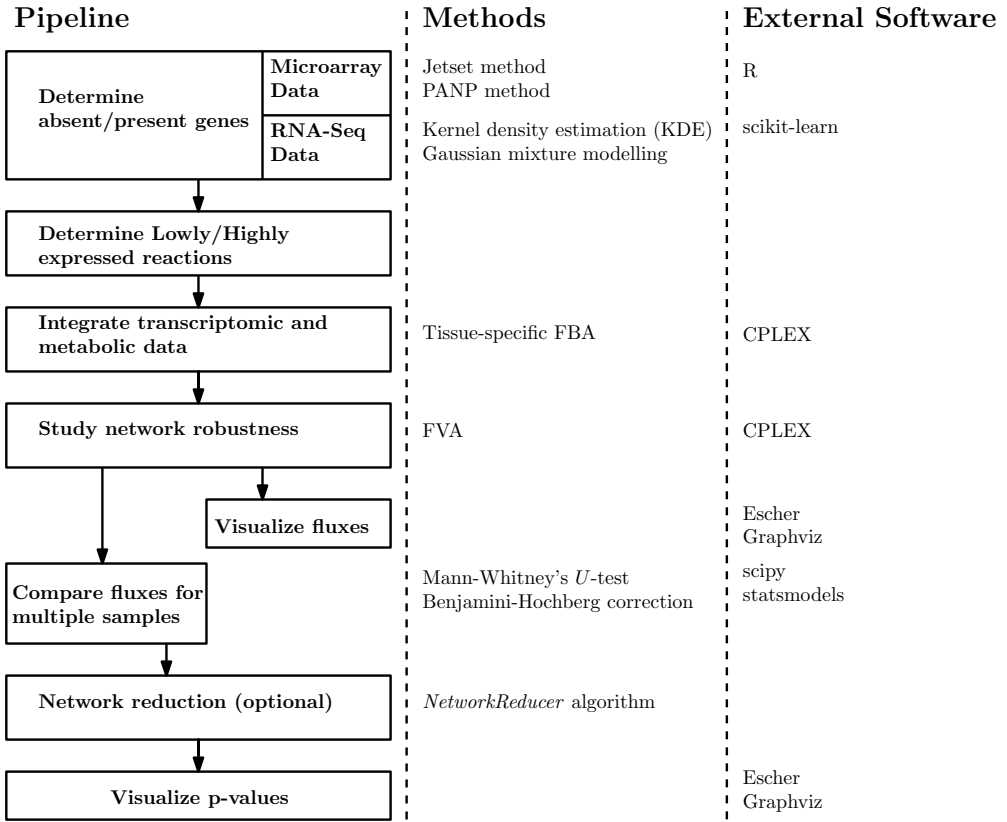 Pipeline
Methods
External Software
Determine
absent/present genes
Microarray
Data
Jetset method
PANP method
R
RNA-Seq
Data
Kernel density estimation (KDE)
Gaussian mixture modelling
scikit-learn
Determine Lowly/Highly
expressed reactions
Integrate transcriptomic and
metabolic data
Tissue-specific FBA
CPLEX
Study network robustness
FVA
CPLEX
Visualize fluxes
Escher
Graphviz
Compare fluxes for
multiple samples
Mann-Whitney's U-test
Benjamini-Hochberg correction
scipy
statsmodels
Network reduction (optional)
NetworkReducer algorithm
Visualize p-values
Escher
Graphviz